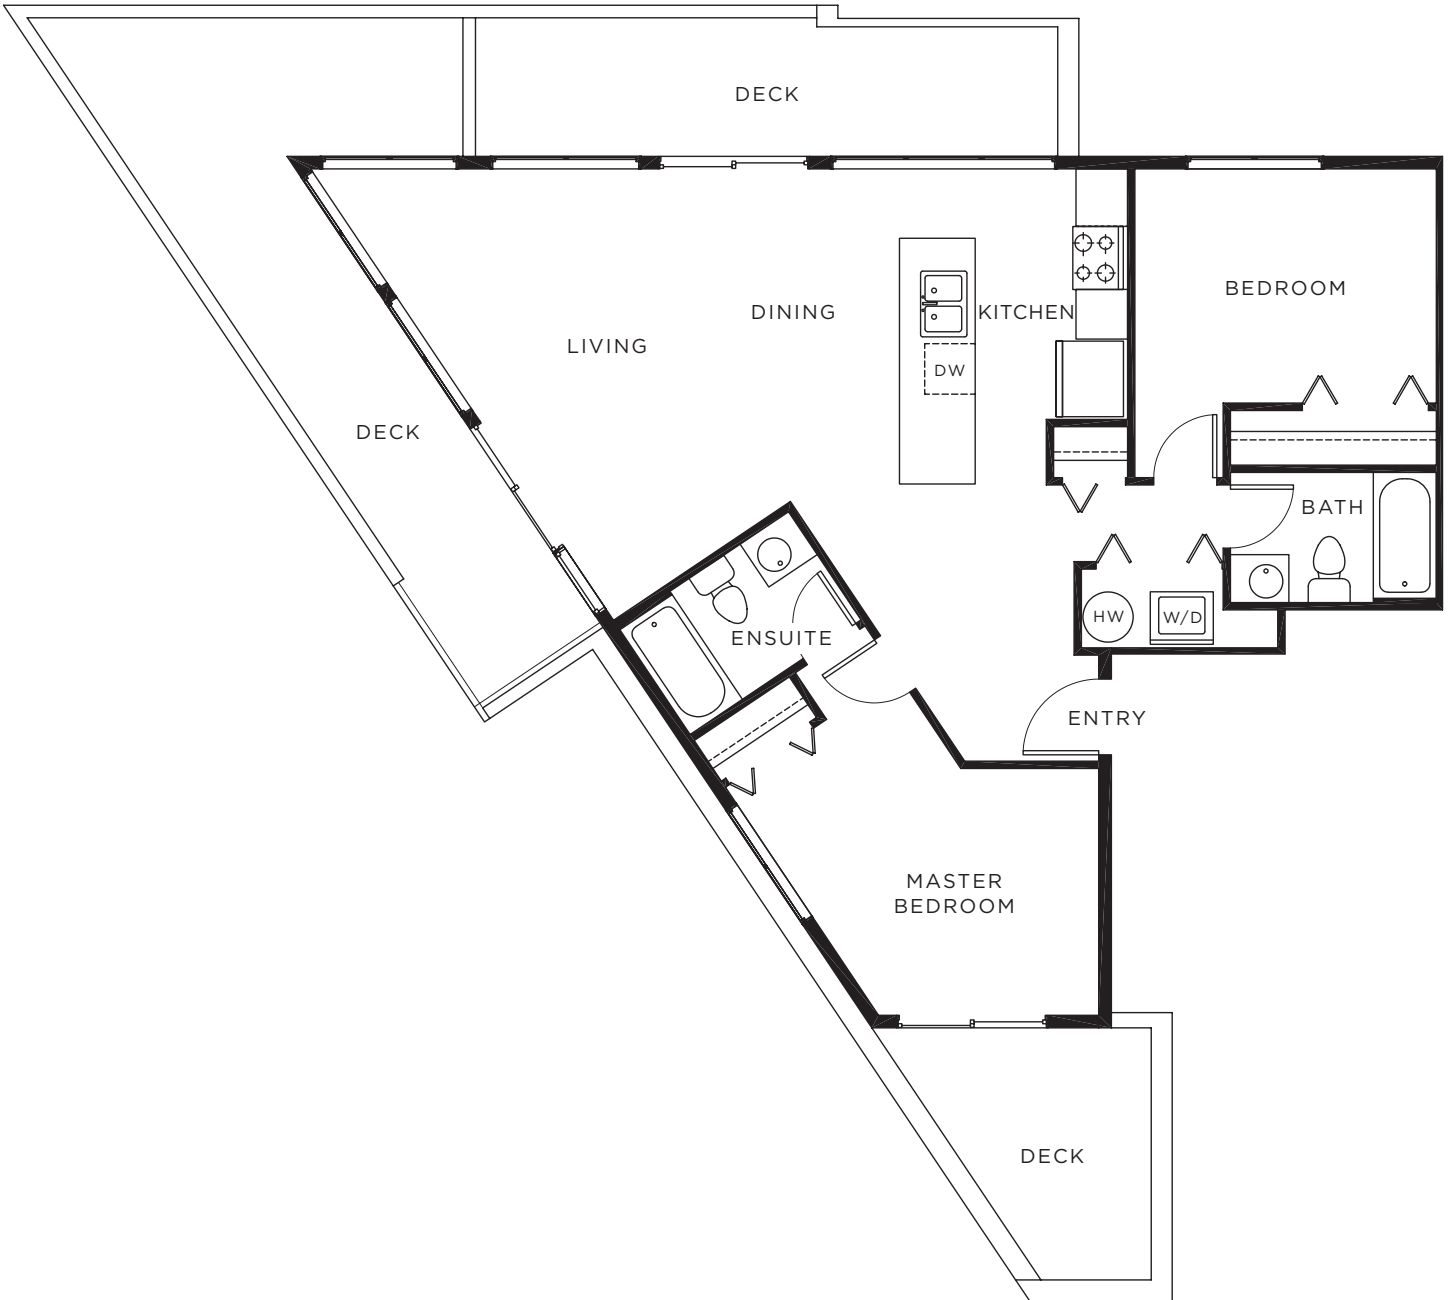 DECK
BEDROOM
DINING
KITCHEN
LIVING
DW
DECK
BATH
HW
W/D
ENSUITE
ENTRY
MASTER
BEDROOM
DECK